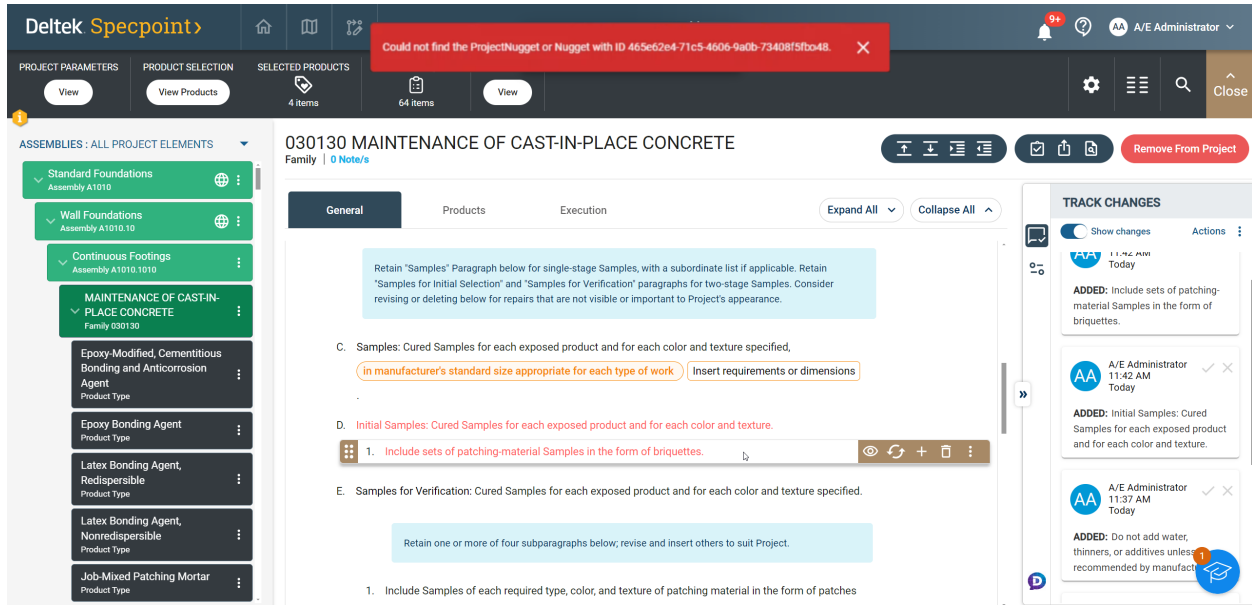 Deltek Specpoint
Could not find the ProjectNugget or Nugget with ID 465e62e4-71c5-4606-9a0b-73408f5fbd48.
9+
AA A/E Administrator
PROJECT PARAMETERS
View
PRODUCT SELECTION
View Products
SELECTED PRODUCTS
4 items
64 items
View
Close
ASSEMBLIES : ALL PROJECT ELEMENTS
Standard Foundations
Assembly A1010
Wall Foundations
Assembly A1010.10
Continuous Footings
Assembly A1010.1010
MAINTENANCE OF CAST-IN-
PLACE CONCRETE
Family 030130
Epoxy-Modified, Cementitious
Bonding and Anticorrosion
Agent
Product Type
Epoxy Bonding Agent
Product Type
Latex Bonding Agent,
Redispersible
Product Type
Latex Bonding Agent,
Nonredispersible
Product Type
Job-Mixed Patching Mortar
Product Type
030130 MAINTENANCE OF CAST-IN-PLACE CONCRETE
Family | 0 Note/s
Remove From Project
General
Products
Execution
Expand All
Collapse All
Retain "Samples" Paragraph below for single-stage Samples, with a subordinate list if applicable. Retain
"Samples for Initial Selection" and "Samples for Verification" paragraphs for two-stage Samples. Consider
revising or deleting below for repairs that are not visible or important to Project's appearance.
C. Samples: Cured Samples for each exposed product and for each color and texture specified,
in manufacturer's standard size appropriate for each type of work Insert requirements or dimensions
.
D. Initial Samples: Cured Samples for each exposed product and for each color and texture.
1. Include sets of patching-material Samples in the form of briquettes.
E. Samples for Verification: Cured Samples for each exposed product and for each color and texture specified.
Retain one or more of four subparagraphs below; revise and insert others to suit Project.
1. Include Samples of each required type, color, and texture of patching material in the form of patches
TRACK CHANGES
Show changes
Actions
AA
11:42 AM
Today
ADDED: Include sets of patching-
material Samples in the form of
briquettes.
AA
A/E Administrator
11:42 AM
Today
ADDED: Initial Samples: Cured
Samples for each exposed product
and for each color and texture.
AA
A/E Administrator
11:37 AM
Today
ADDED: Do not add water,
thinners, or additives unless
recommended by manufact
1